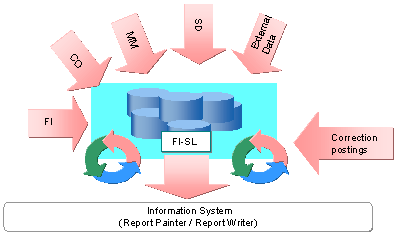 CO
MM
SD
External
Data
FI
FI-SL
Correction
postings
Information System
(Report Painter / Report Writer)